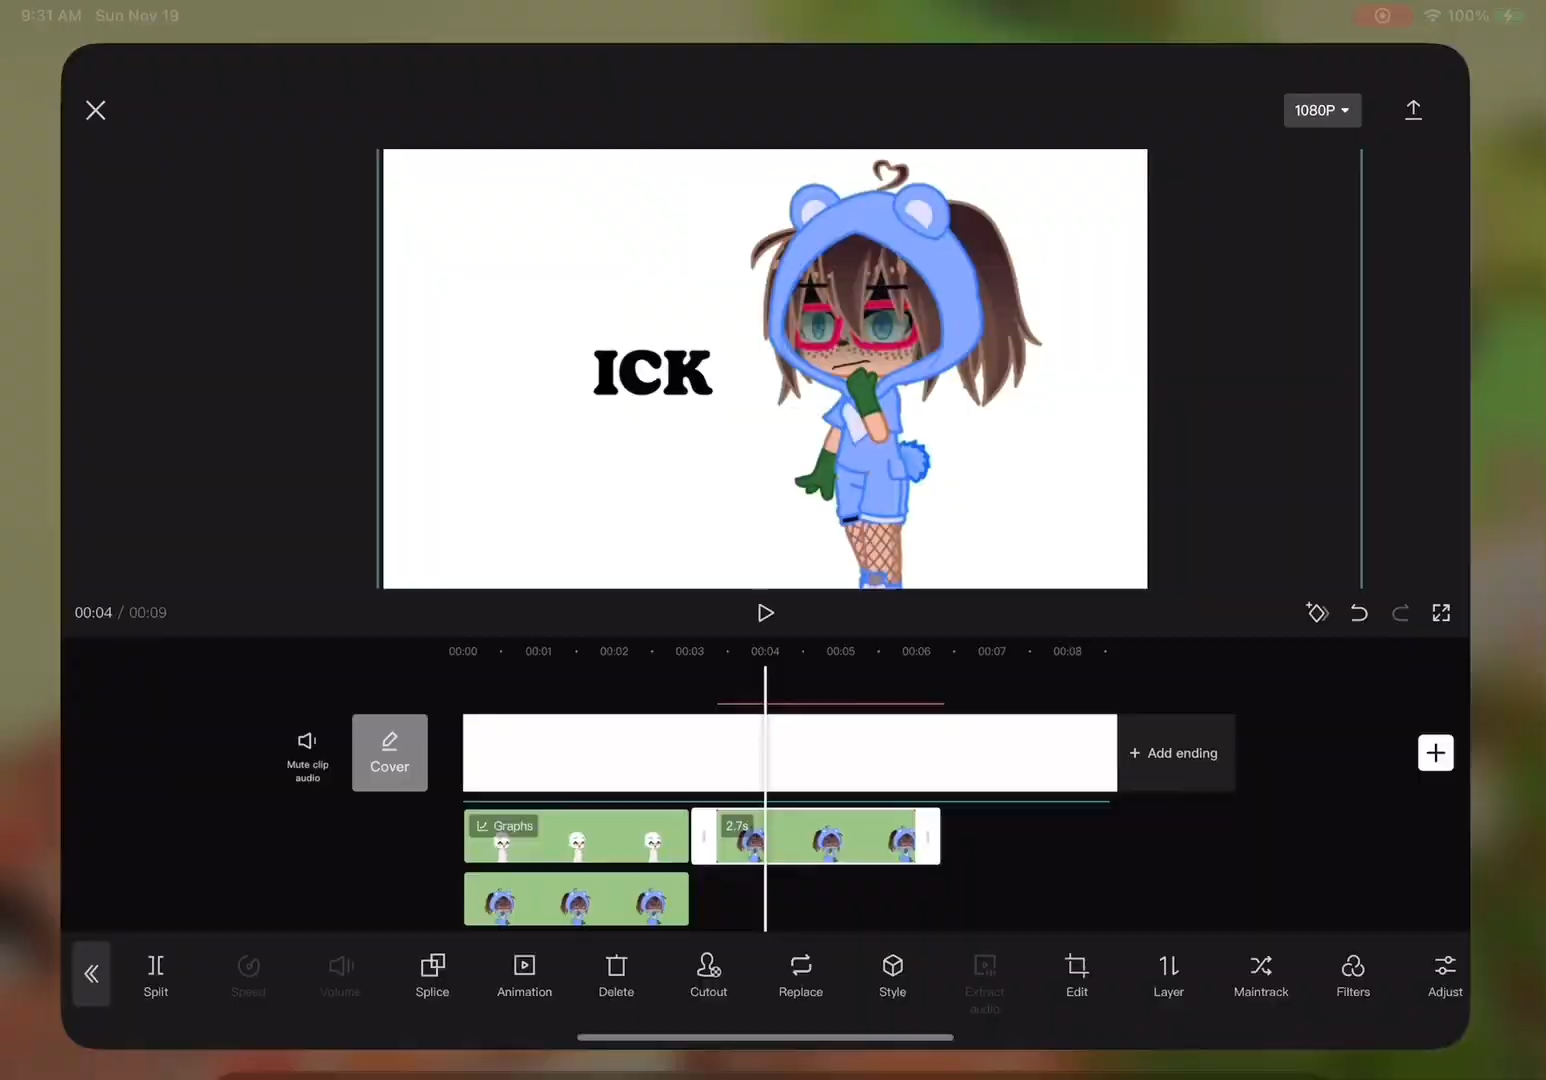 9:31 AM Sun Nov 19
100%
1080P
ICK
00:04 / 00:09
00:00 00:01 00:02 00:03 00:04 00:05 00:06 00:07 00:08
Mute clip
audio
Cover
+ Add ending
Graphs
2.7s
Split
Speed
Volume
Splice
Animation
Delete
Cutout
Replace
Style
Extract
audio
Edit
Layer
Maintrack
Filters
Adjust